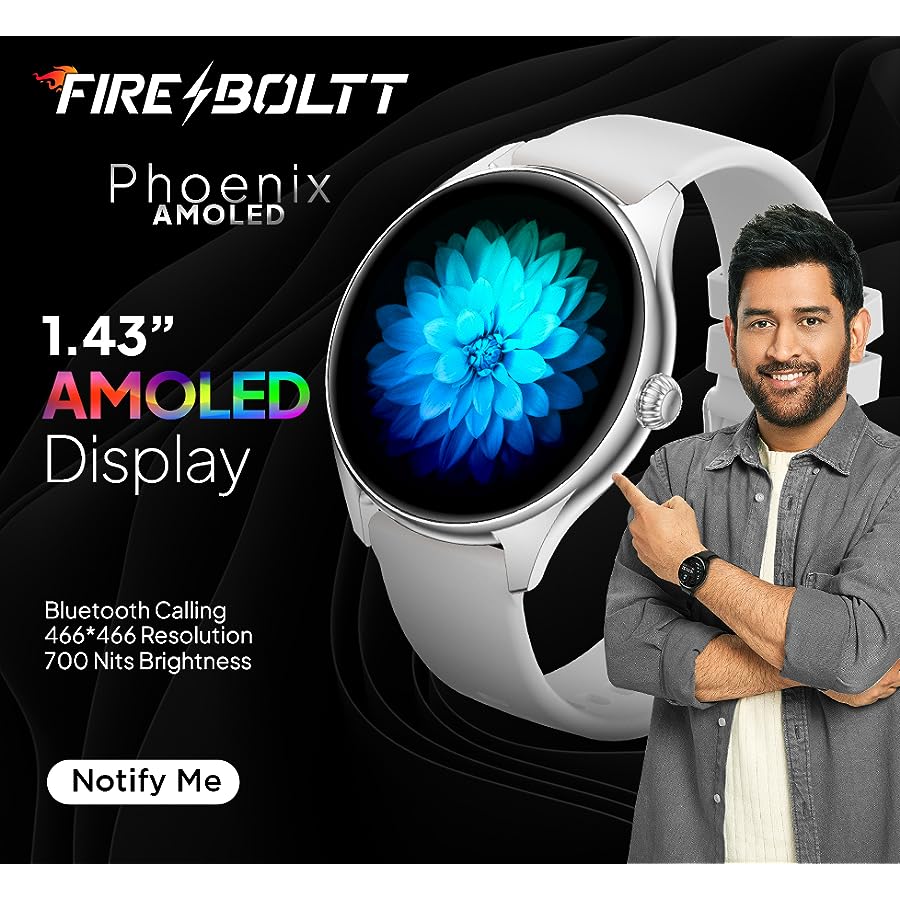 FIRE BOLTT
Phoenix
AMOLED
1.43”
AMOLED
Display
Bluetooth Calling
466*466 Resolution
700 Nits Brightness
Notify Me